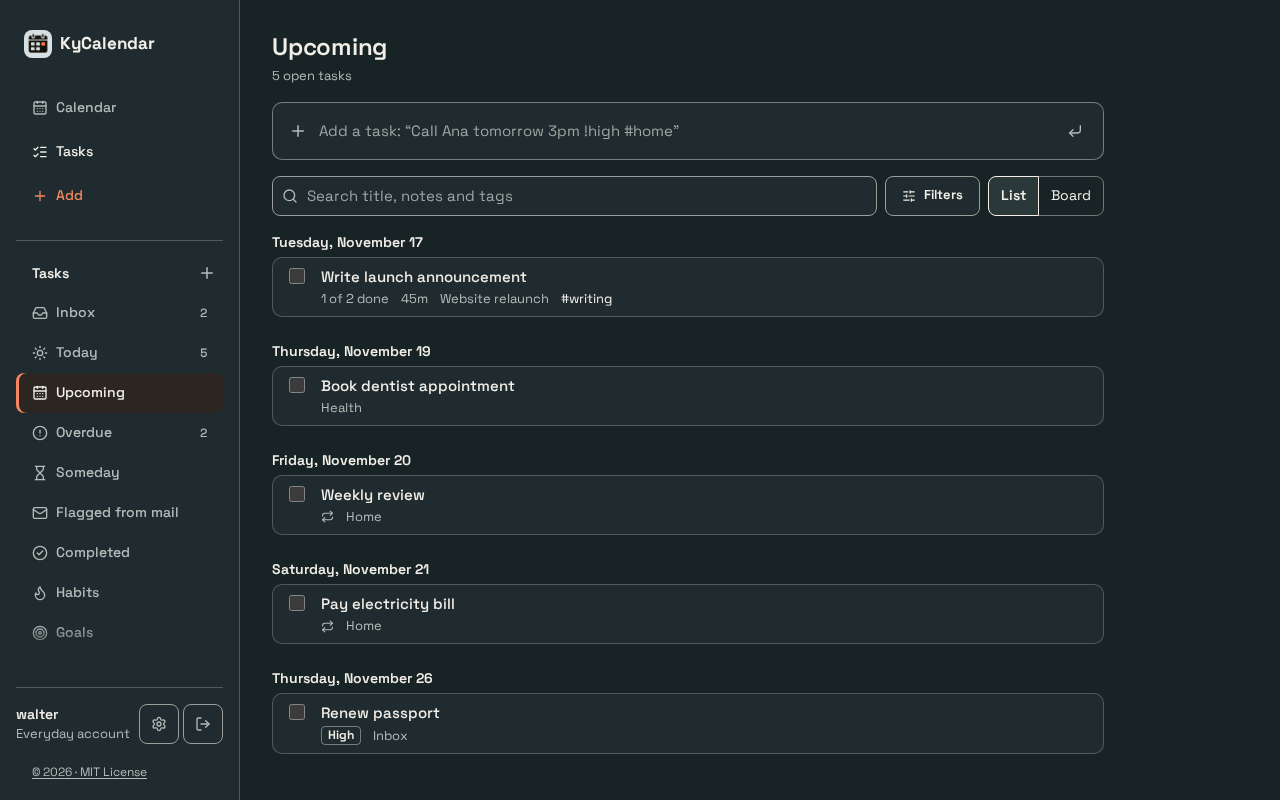 KyCalendar
Calendar
Tasks
Add
Tasks
Inbox 2
Today 5
Upcoming
Overdue 2
Someday
Flagged from mail
Completed
Habits
Goals
walter
Everyday account
© 2026 · MIT License
Upcoming
5 open tasks
Add a task: “Call Ana tomorrow 3pm !high #home”
Search title, notes and tags
Filters
List
Board
Tuesday, November 17
Write launch announcement
1 of 2 done 45m Website relaunch #writing
Thursday, November 19
Book dentist appointment
Health
Friday, November 20
Weekly review
Home
Saturday, November 21
Pay electricity bill
Home
Thursday, November 26
Renew passport
High Inbox